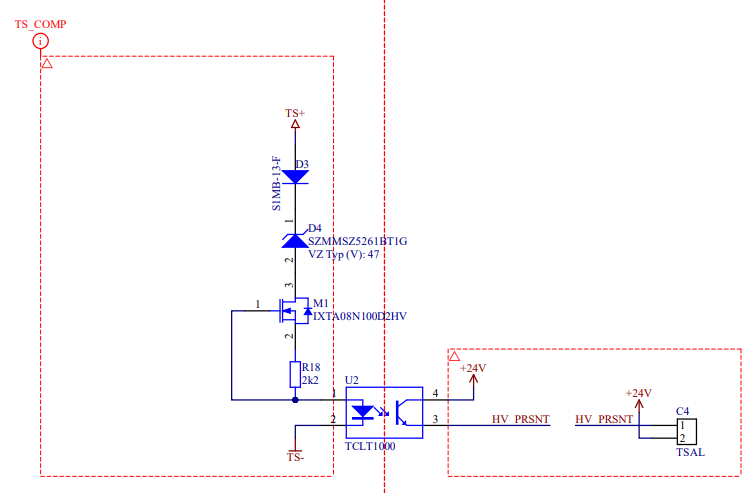 TS_COMP
i
TS+
D3
S1MB-13-F
1
D4
SZMMSZ5261BT1G
VZ Typ (V): 47
2
3
1
M1
IXTA08N100D2HV
2
R18
2k2
U2
1
4
2
3
TCLT1000
TS-
+24V
HV_PRSNT
+24V
HV_PRSNT
C4
1
2
TSAL